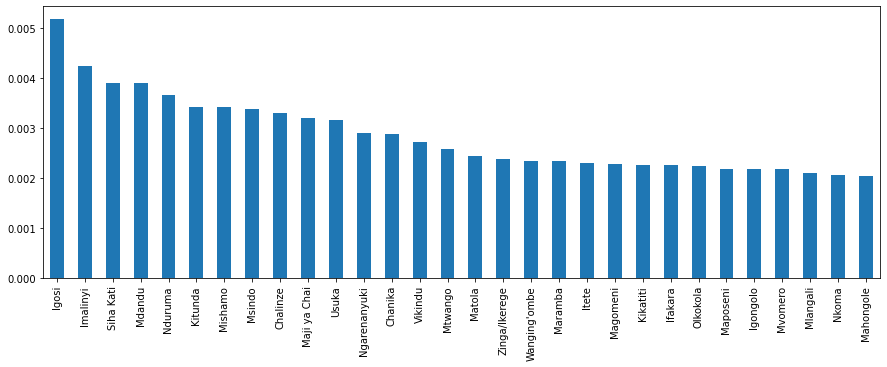 0.005
0.004
0.003
0.002
0.001
0.000
Igosi
Imalinyi
Siha Kati
Mdandu
Nduruma
Kitunda
Mishamo
Msindo
Chalinze
Maji ya Chai
Usuka
Ngarenanyuki
Chanika
Vikindu
Mtwango
Matola
Zinga/Ikerege
Wanging'ombe
Maramba
Itete
Magomeni
Kikatiti
Ifakara
Olkokola
Maposeni
Igongolo
Mvomero
Mlangali
Nkoma
Mahongole